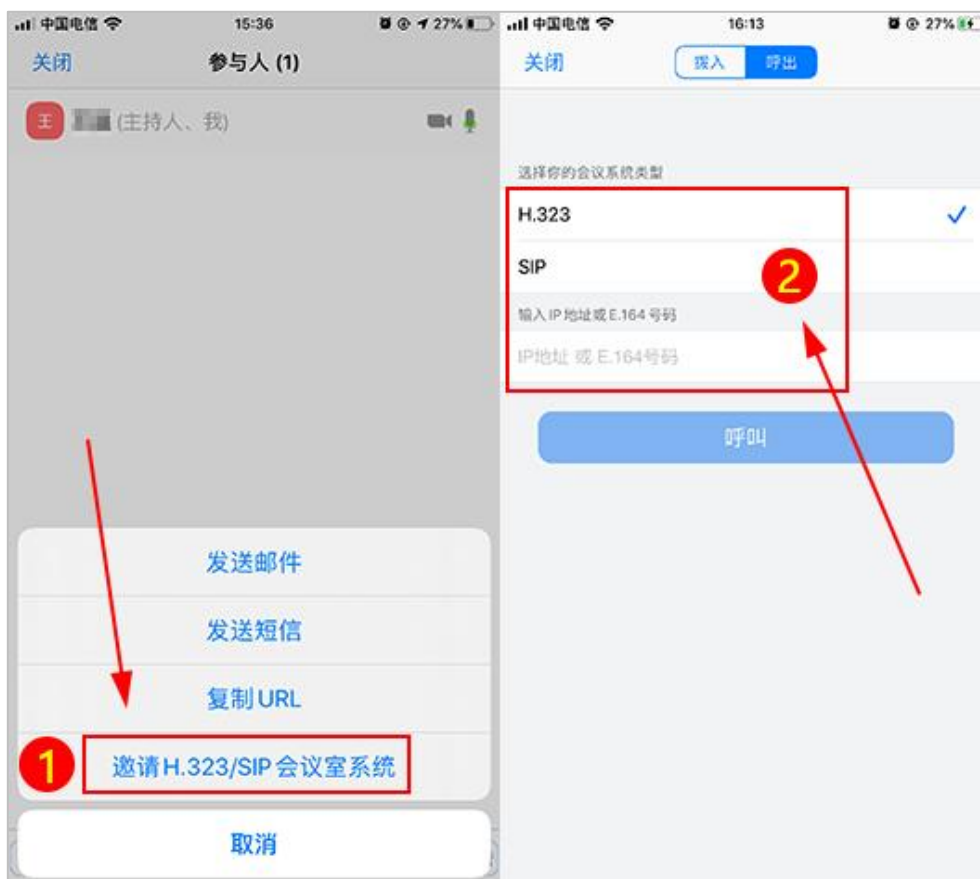 中国电信
15:36
27%
关闭
参与人 (1)
王
(主持人、我)
发送邮件
发送短信
复制URL
1
邀请H.323/SIP会议室系统
取消
中国电信
16:13
27%
关闭
拨入
呼出
选择你的会议系统类型
H.323
SIP
2
输入IP地址或E.164号码
IP地址 或 E.164号码
呼叫